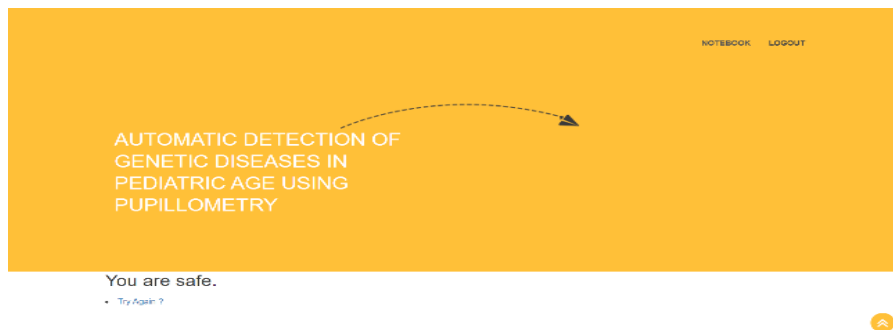 NOTEBOOK LOGOUT
AUTOMATIC DETECTION OF
GENETIC DISEASES IN
PEDIATRIC AGE USING
PUPILLOMETRY
You are safe.
Try Again ?